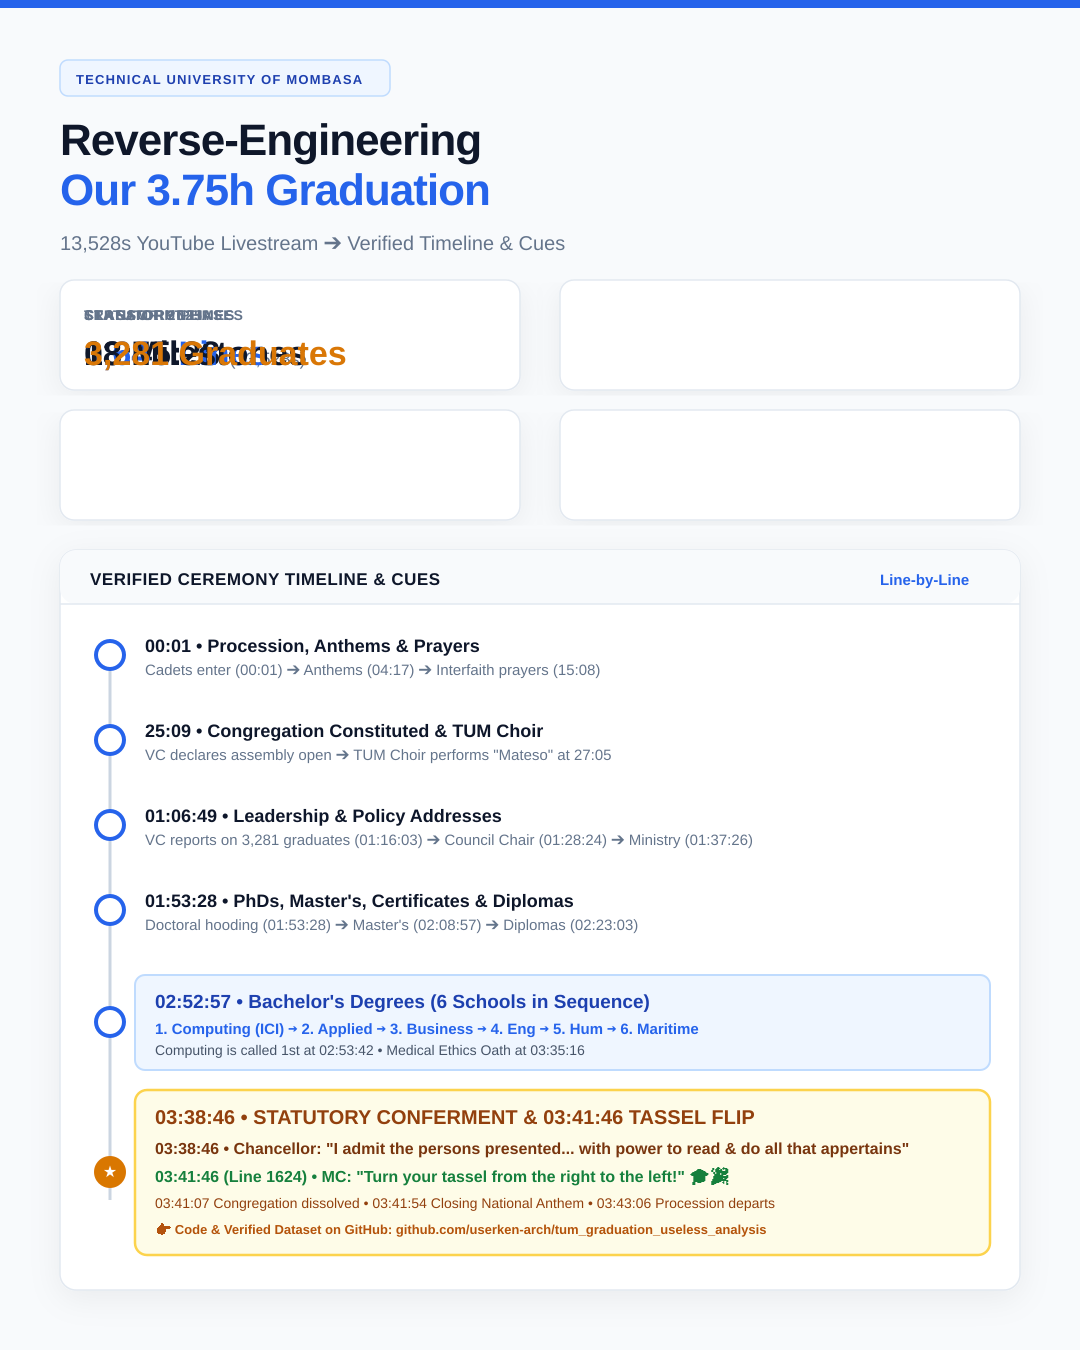 TECHNICAL UNIVERSITY OF MOMBASA
Reverse-Engineering
Our 3.75h Graduation
13,528s YouTube Livestream ➔ Verified Timeline & Cues
3,281 Graduates
VERIFIED CEREMONY TIMELINE & CUES
Line-by-Line
00:01 • Procession, Anthems & Prayers
Cadets enter (00:01) ➔ Anthems (04:17) ➔ Interfaith prayers (15:08)
25:09 • Congregation Constituted & TUM Choir
VC declares assembly open ➔ TUM Choir performs "Mateso" at 27:05
01:06:49 • Leadership & Policy Addresses
VC reports on 3,281 graduates (01:16:03) ➔ Council Chair (01:28:24) ➔ Ministry (01:37:26)
01:53:28 • PhDs, Master's, Certificates & Diplomas
Doctoral hooding (01:53:28) ➔ Master's (02:08:57) ➔ Diplomas (02:23:03)
02:52:57 • Bachelor's Degrees (6 Schools in Sequence)
1. Computing (ICI) ➔ 2. Applied ➔ 3. Business ➔ 4. Eng ➔ 5. Hum ➔ 6. Maritime
Computing is called 1st at 02:53:42 • Medical Ethics Oath at 03:35:16
03:38:46 • STATUTORY CONFERMENT & 03:41:46 TASSEL FLIP
03:38:46 • Chancellor: "I admit the persons presented... with power to read & do all that appertains"
03:41:46 (Line 1624) • MC: "Turn your tassel from the right to the left!" 🎓🎉
03:41:07 Congregation dissolved • 03:41:54 Closing National Anthem • 03:43:06 Procession departs
👉 Code & Verified Dataset on GitHub: github.com/userken-arch/tum_graduation_useless_analysis